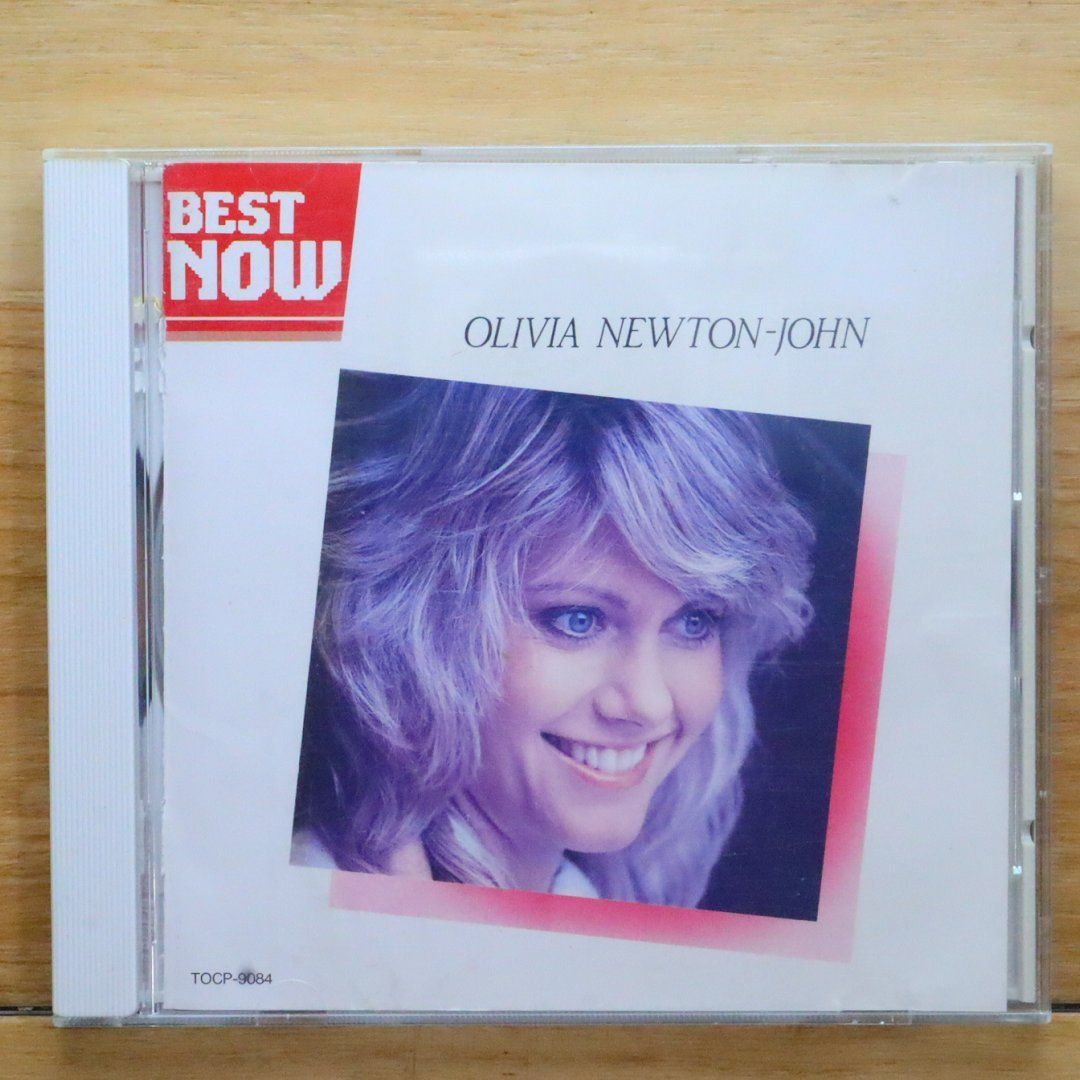 BEST
NOW
OLIVIA NEWTON-JOHN
TOCP-9084